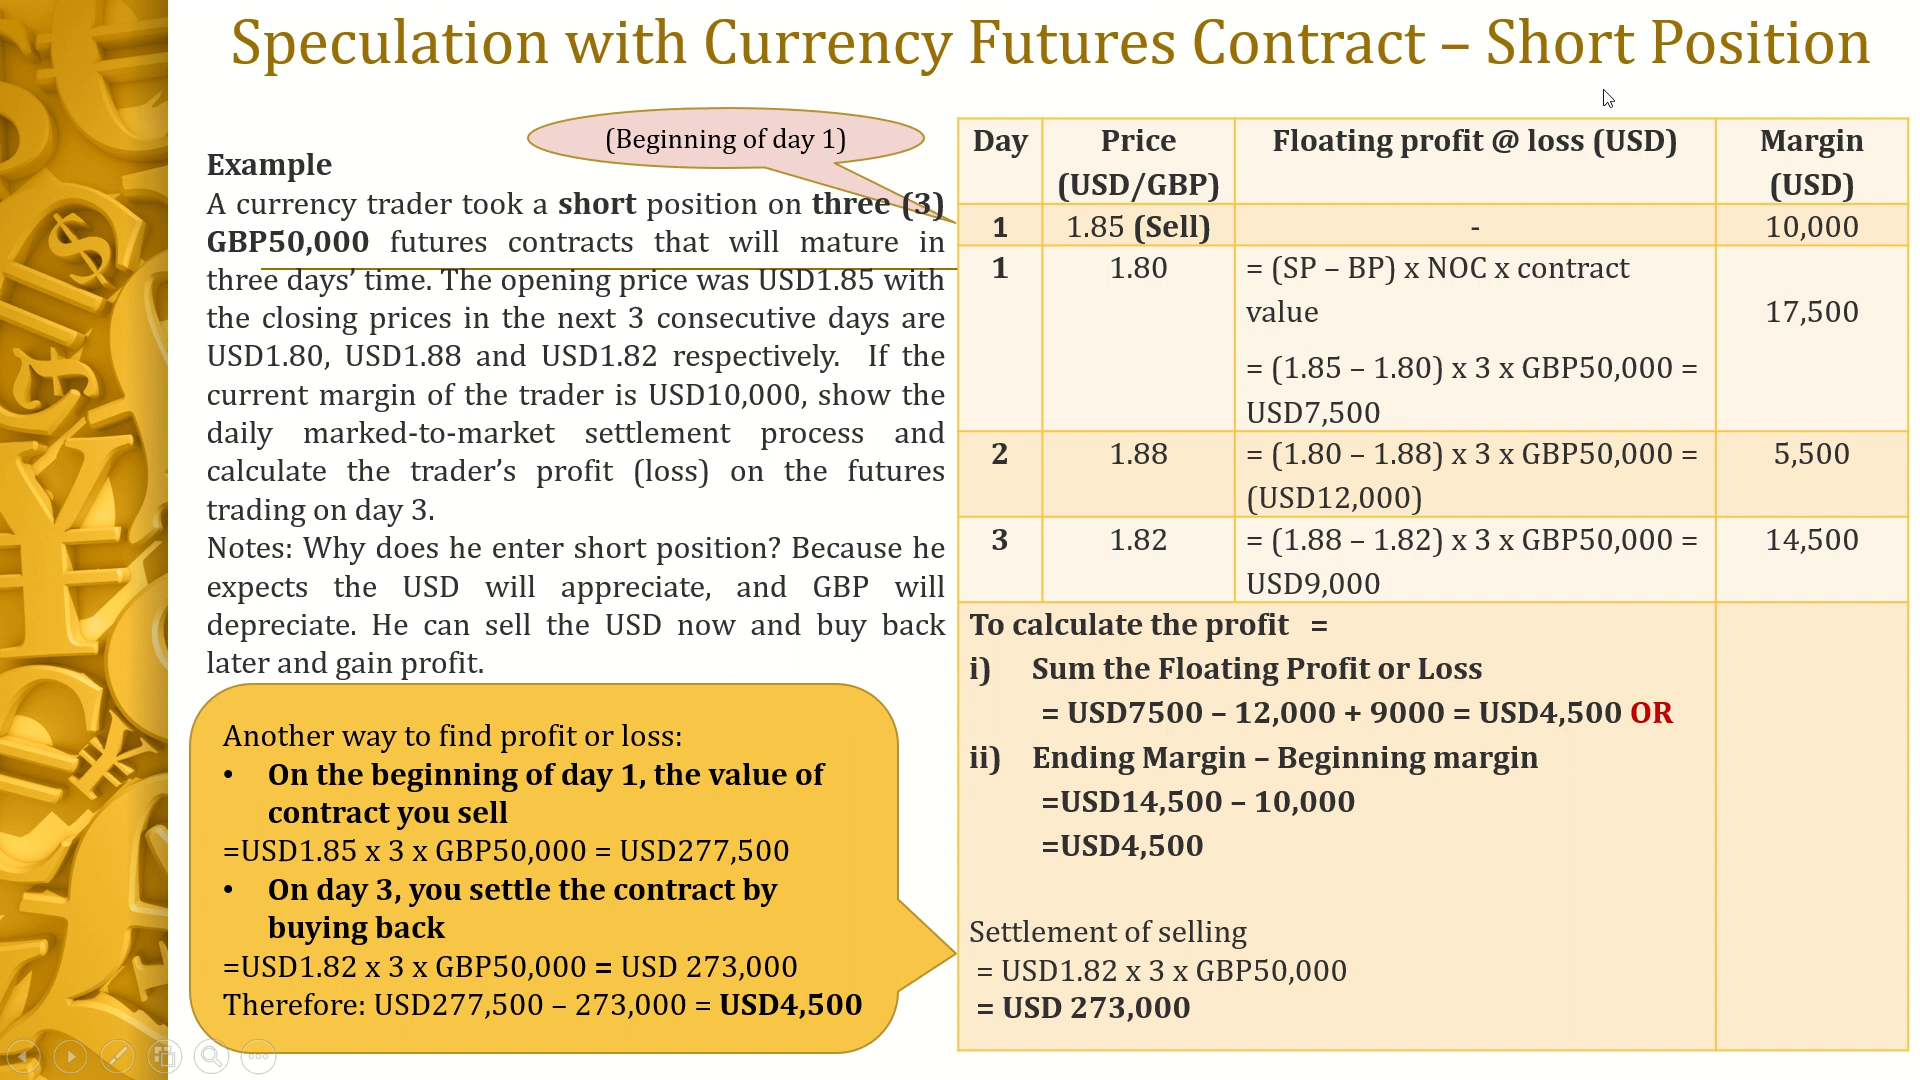 Speculation with Currency Futures Contract – Short Position
(Beginning of day 1)
Example
A currency trader took a short position on three (3)
GBP50,000 futures contracts that will mature in
three days’ time. The opening price was USD1.85 with
the closing prices in the next 3 consecutive days are
USD1.80, USD1.88 and USD1.82 respectively. If the
current margin of the trader is USD10,000, show the
daily marked-to-market settlement process and
calculate the trader’s profit (loss) on the futures
trading on day 3.
Notes: Why does he enter short position? Because he
expects the USD will appreciate, and GBP will
depreciate. He can sell the USD now and buy back
later and gain profit.
Another way to find profit or loss:
• On the beginning of day 1, the value of
contract you sell
=USD1.85 x 3 x GBP50,000 = USD277,500
• On day 3, you settle the contract by
buying back
=USD1.82 x 3 x GBP50,000 = USD 273,000
Therefore: USD277,500 – 273,000 = USD4,500
Day Price Floating profit @ loss (USD) Margin
(USD/GBP) (USD)
1 1.85 (Sell) - 10,000
1 1.80 = (SP – BP) x NOC x contract
value 17,500
= (1.85 – 1.80) x 3 x GBP50,000 =
USD7,500
2 1.88 = (1.80 – 1.88) x 3 x GBP50,000 = 5,500
(USD12,000)
3 1.82 = (1.88 – 1.82) x 3 x GBP50,000 = 14,500
USD9,000
To calculate the profit =
i) Sum the Floating Profit or Loss
= USD7500 – 12,000 + 9000 = USD4,500 OR
ii) Ending Margin – Beginning margin
=USD14,500 – 10,000
=USD4,500
Settlement of selling
= USD1.82 x 3 x GBP50,000
= USD 273,000